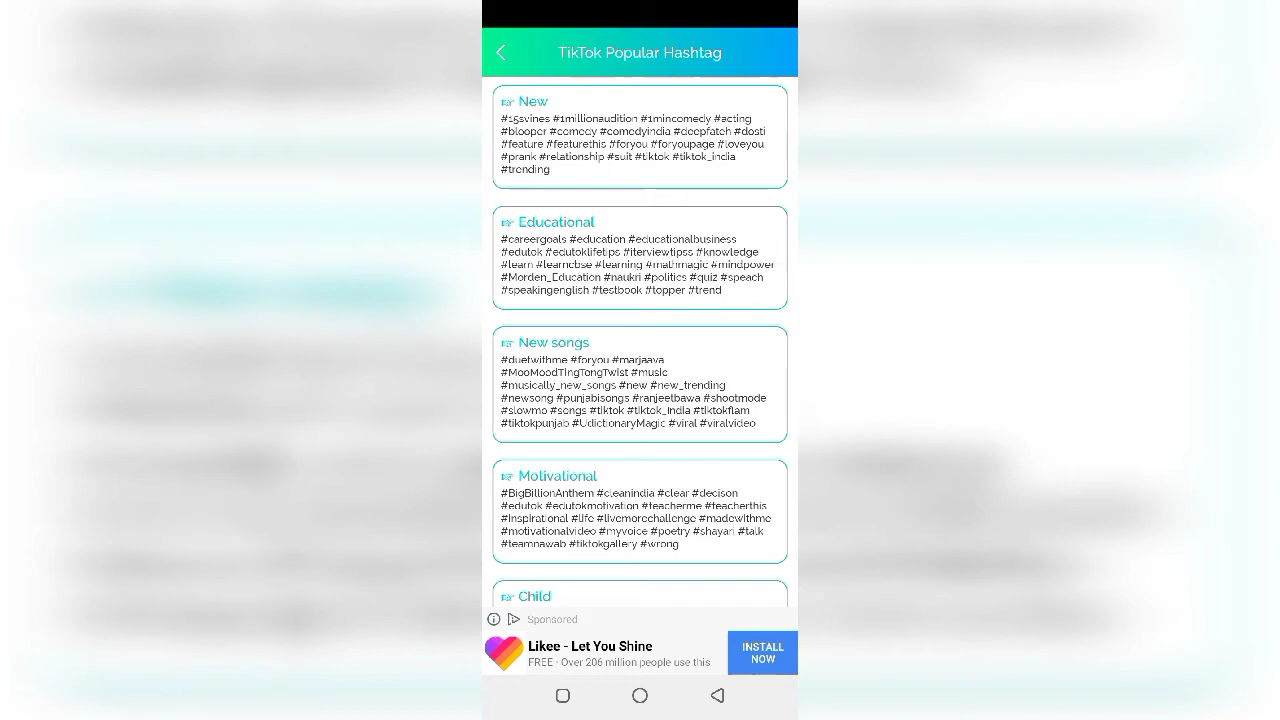 TikTok Popular Hashtag
☞ New
#15svines #1millionaudition #1mincomedy #acting
#blooper #comedy #comedyindia #deepfateh #dosti
#feature #featurethis #foryou #foryoupage #loveyou
#prank #relationship #suit #tiktok #tiktok_india
#trending
☞ Educational
#careergoals #education #educationalbusiness
#edutok #edutoklifetips #iterviewtipss #knowledge
#learn #learncbse #learning #mathmagic #mindpower
#Morden_Education #naukri #politics #quiz #speach
#speakingenglish #testbook #topper #trend
☞ New songs
#duetwithme #foryou #marjaava
#MooMoodTingTongTwist #music
#musically_new_songs #new #new_trending
#newsong #punjabisongs #ranjeetbawa #shootmode
#slowmo #songs #tiktok #tiktok_India #tiktokflam
#tiktokpunjab #UdictionaryMagic #viral #viralvideo
☞ Motivational
#BigBillionAnthem #cleanindia #clear #decison
#edutok #edutokmotivation #teacherme #teacherthis
#inspirational #life #livemorechallenge #madewithme
#motivationalvideo #myvoice #poetry #shayari #talk
#teamnawab #tiktokgallery #wrong
☞ Child
Sponsored
Likee - Let You Shine
FREE · Over 206 million people use this
INSTALL
NOW